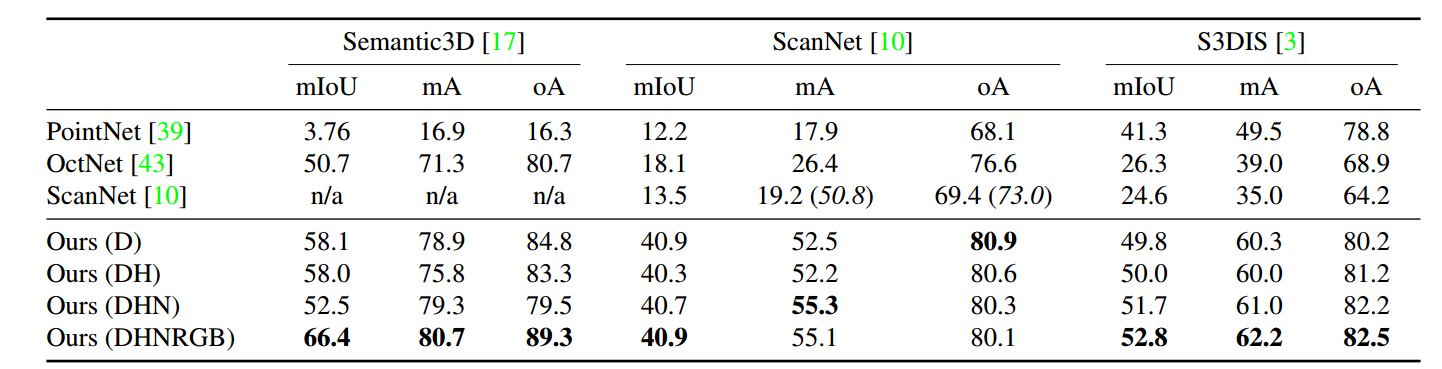 Semantic3D [17] ScanNet [10] S3DIS [3]
mIoU mA oA mIoU mA oA mIoU mA oA
PointNet [39] 3.76 16.9 16.3 12.2 17.9 68.1 41.3 49.5 78.8
OctNet [43] 50.7 71.3 80.7 18.1 26.4 76.6 26.3 39.0 68.9
ScanNet [10] n/a n/a n/a 13.5 19.2 (50.8) 69.4 (73.0) 24.6 35.0 64.2
Ours (D) 58.1 78.9 84.8 40.9 52.5 80.9 49.8 60.3 80.2
Ours (DH) 58.0 75.8 83.3 40.3 52.2 80.6 50.0 60.0 81.2
Ours (DHN) 52.5 79.3 79.5 40.7 55.3 80.3 51.7 61.0 82.2
Ours (DHNRGB) 66.4 80.7 89.3 40.9 55.1 80.1 52.8 62.2 82.5